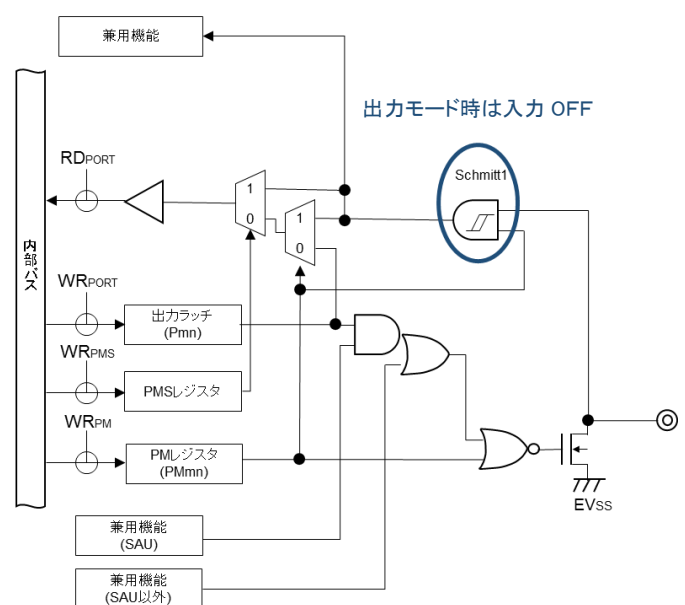 兼用機能
出力モード時は入力 OFF
RDPORT
Schmitt1
1
0
1
0
内部バス
WRPORT
出力ラッチ
(Pmn)
WRPMS
PMSレジスタ
WRPM
PMレジスタ
(PMmn)
EVSS
兼用機能
(SAU)
兼用機能
(SAU以外)